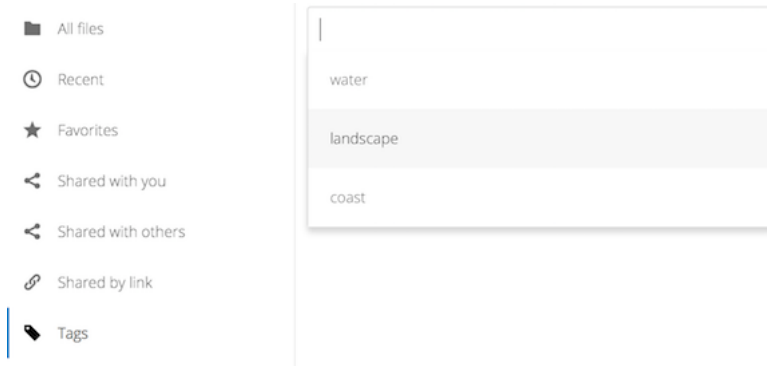 All files
Recent
Favorites
Shared with you
Shared with others
Shared by link
Tags
water
landscape
coast